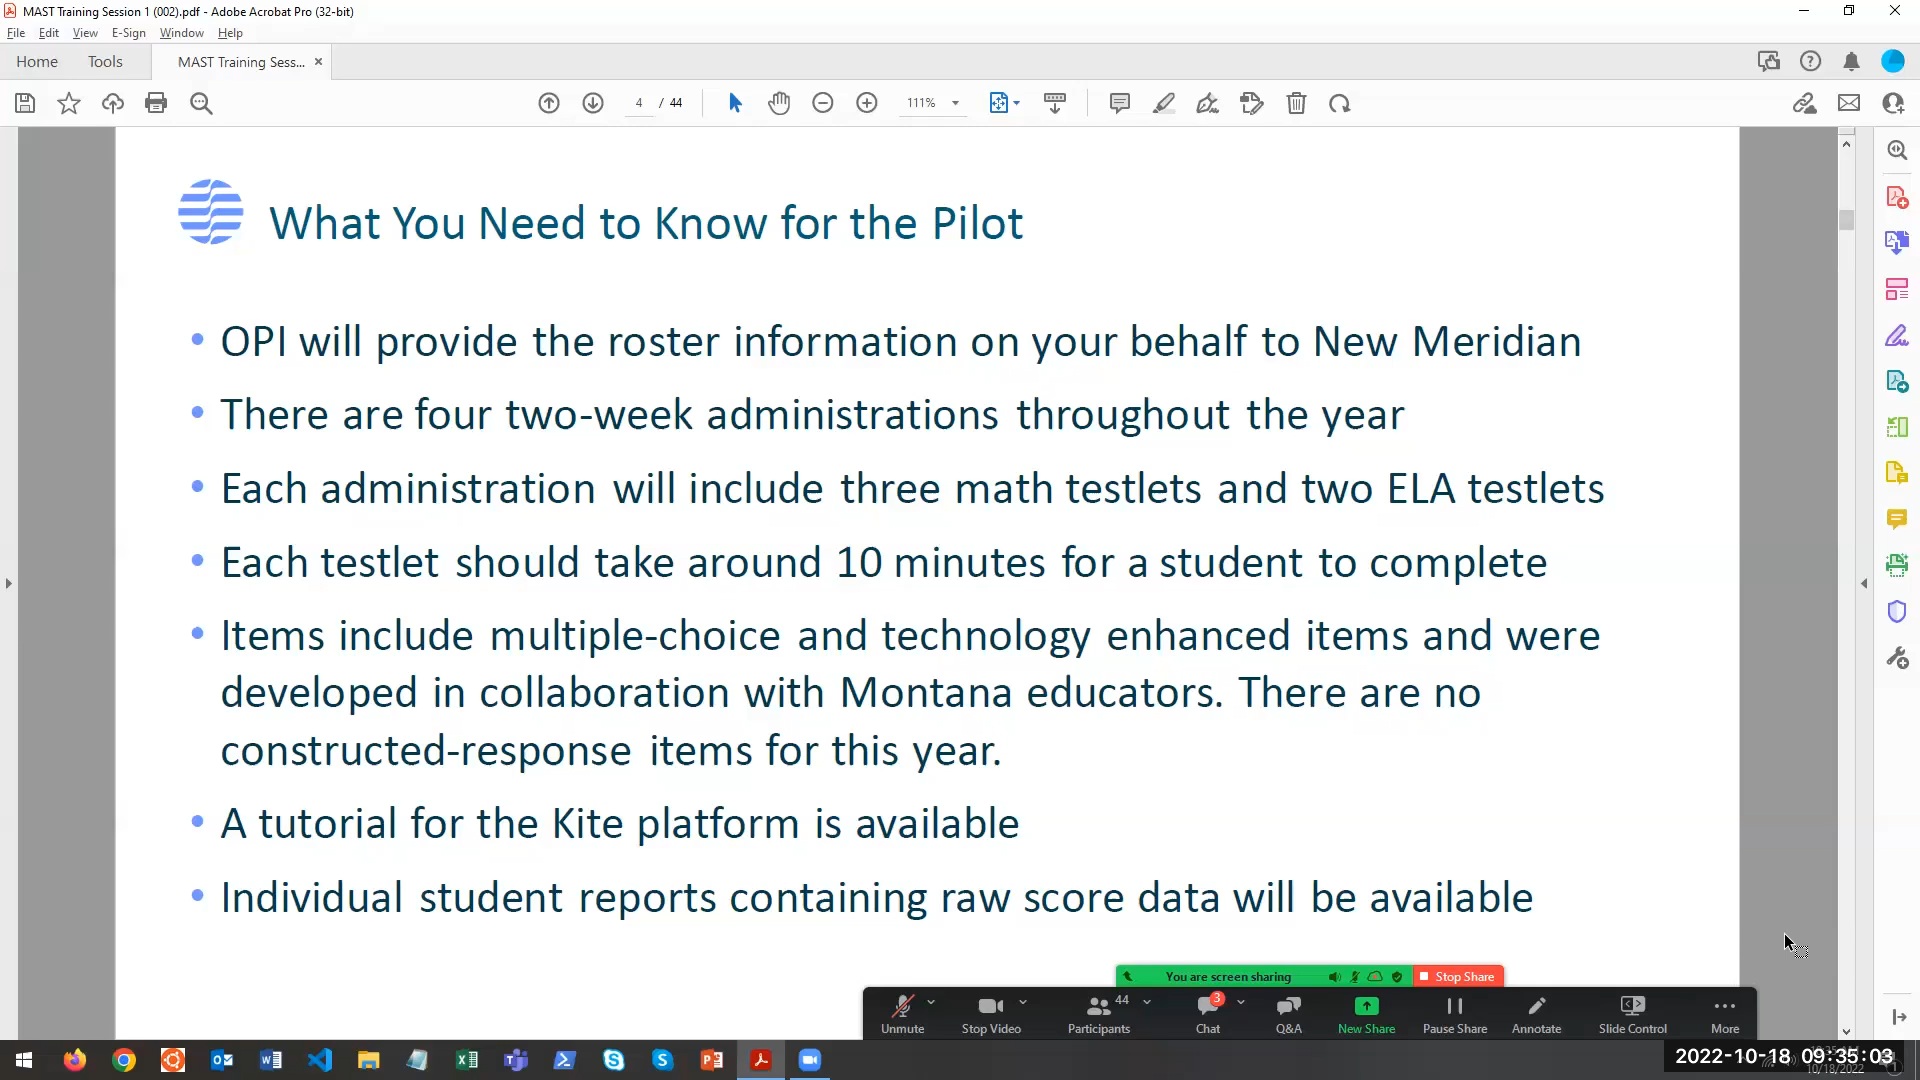 MAST Training Session 1 (002).pdf - Adobe Acrobat Pro (32-bit)
File Edit View E-Sign Window Help
Home Tools MAST Training Sess... ×
4 / 44 111%
What You Need to Know for the Pilot
• OPI will provide the roster information on your behalf to New Meridian
• There are four two-week administrations throughout the year
• Each administration will include three math testlets and two ELA testlets
• Each testlet should take around 10 minutes for a student to complete
• Items include multiple-choice and technology enhanced items and were
developed in collaboration with Montana educators. There are no
constructed-response items for this year.
• A tutorial for the Kite platform is available
• Individual student reports containing raw score data will be available
You are screen sharing Stop Share
44 3
Unmute Stop Video Participants Chat Q&A New Share Pause Share Annotate Slide Control More
2022-10-18 09:35:03
10/18/2022